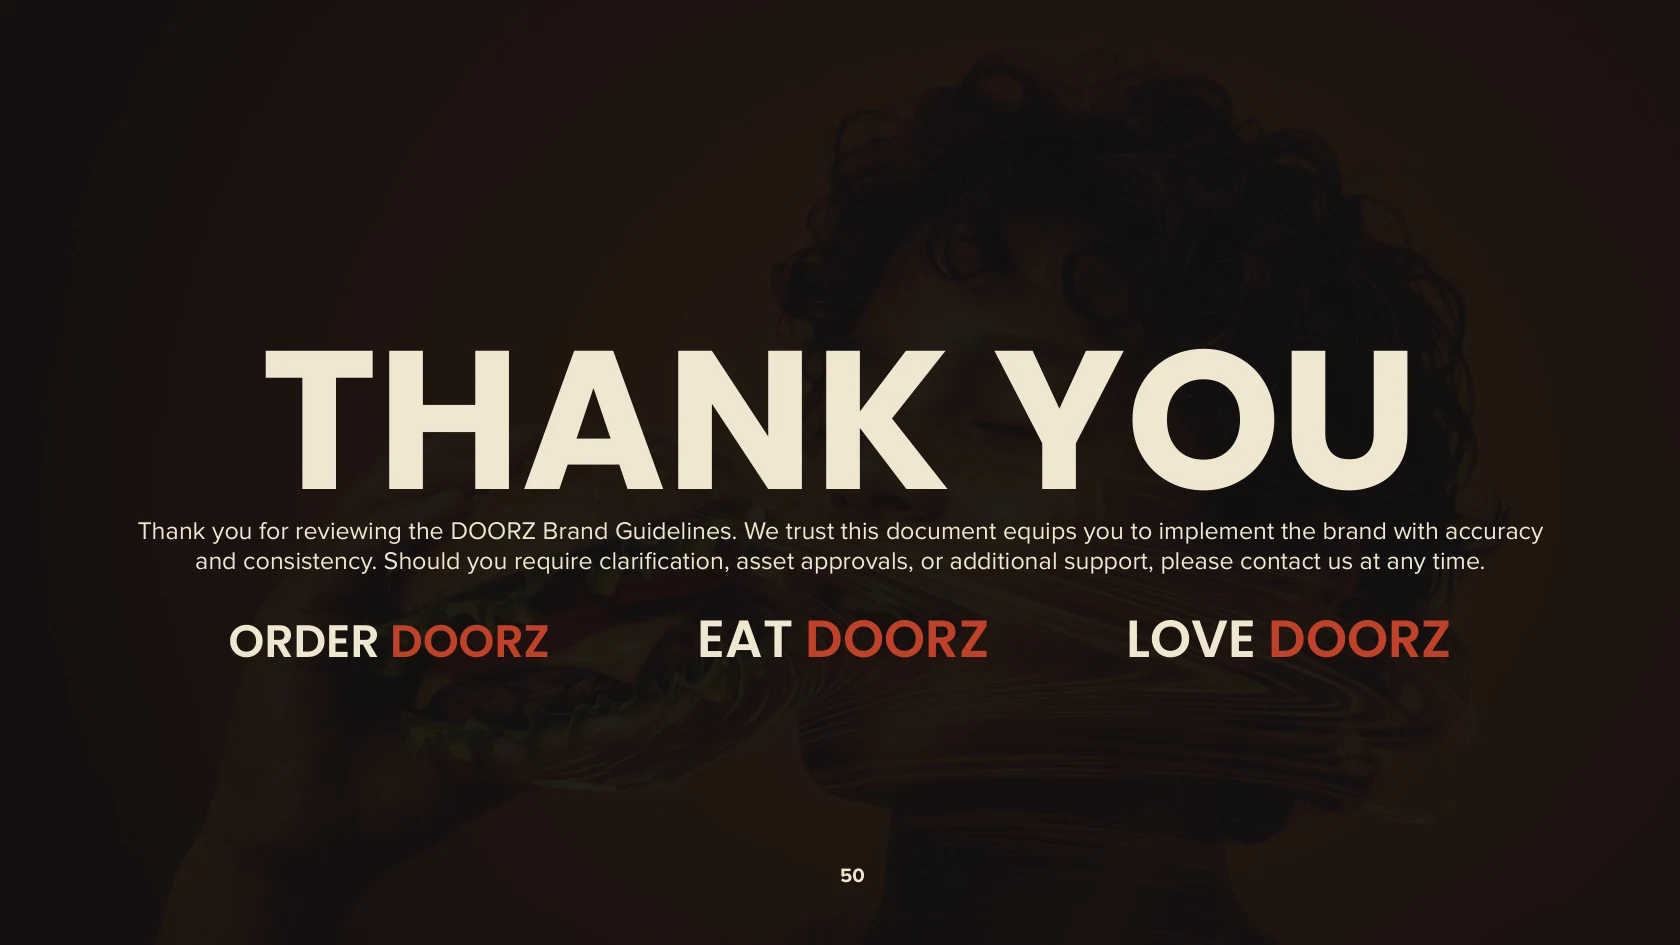 THANK YOU
Thank you for reviewing the DOORZ Brand Guidelines. We trust this document equips you to implement the brand with accuracy
and consistency. Should you require clarification, asset approvals, or additional support, please contact us at any time.
ORDER DOORZ EAT DOORZ LOVE DOORZ
50